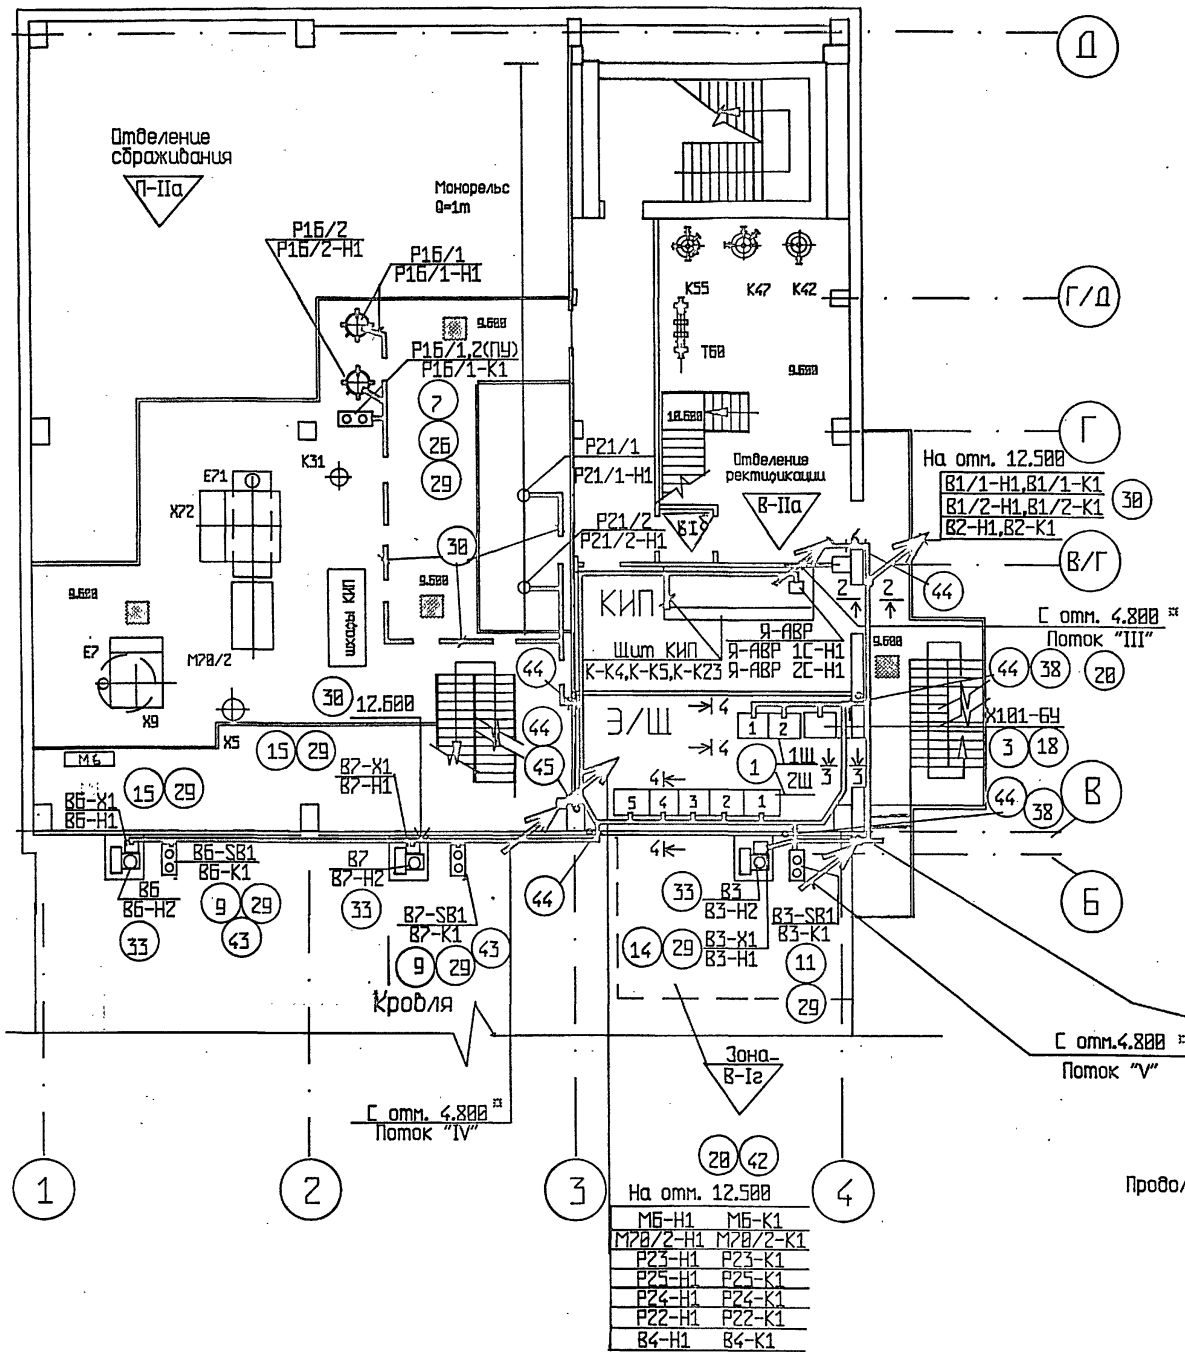 Д
Отделение
сбраживания
П-IIа
Монорельс
Q=1т
Р16/2
Р16/2-Н1
Р16/1
Р16/1-Н1
К55
К47
К42
Г/Д
9.600
Р16/1,2(ПУ)
Р16/1-К1
Т60
9.600
7
26
29
10.600
Г
К31
Р21/1
Р21/1-Н1
Отделение
ректификации
В-IIа
На отм. 12.500
В1/1-Н1,В1/1-К1
В1/2-Н1,В1/2-К1
В2-Н1,В2-К1
30
Е71
Х72
Р21/2
Р21/2-Н1
30
В/Г
9.600
9.600
шкафы КИП
КИП
44
2
2
С отм. 4.800 ¤
Поток "III"
Щит КИП
К-К4,К-К5,К-К23
Я-АВР
Я-АВР 1С-Н1
Я-АВР 2С-Н1
9.600
Е7
М70/2
Х9
44
44
38
20
30
12.600
Х5
Э/Щ
4
4
1
2
Х101-БУ
3
18
44
45
15
29
М6
1
1Щ
2Щ
3
3
В7-Х1
В7-Н1
4
5
4
3
2
1
44
38
В
15
29
В6-Х1
В6-Н1
В6-SB1
В6-К1
В7
В7-Н2
4
В6
В6-Н2
33
9
29
43
33
В7-SB1
В7-К1
43
9
29
44
33
В3
В3-Н2
В3-SB1
В3-К1
Б
14
29
В3-Х1
В3-Н1
11
29
Кровля
С отм.4.800 ¤
Поток "V"
Зона
В-Iг
С отм. 4.800 ¤
Поток "IV"
20
42
1
2
3
4
На отм. 12.500
М6-Н1 М6-К1
М70/2-Н1 М70/2-К1
Р23-Н1 Р23-К1
Р25-Н1 Р25-К1
Р24-Н1 Р24-К1
Р22-Н1 Р22-К1
В4-Н1 В4-К1